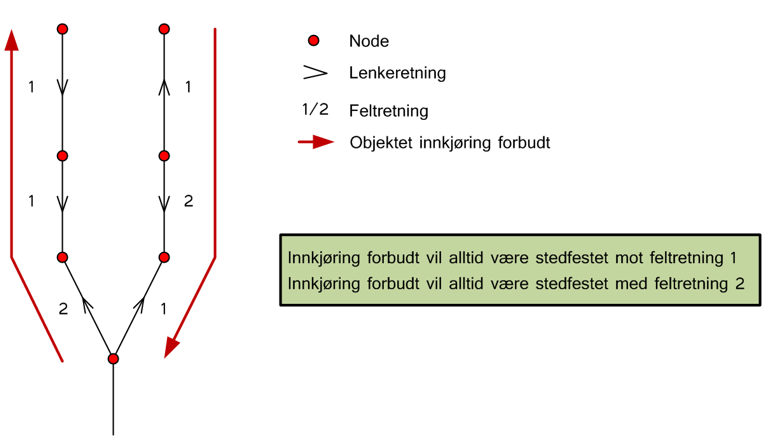 Node
Lenkeretning
1/2 Feltretning
Objektet innkjøring forbudt
1
1
1
2
2
1
Innkjøring forbudt vil alltid være stedfestet mot feltretning 1
Innkjøring forbudt vil alltid være stedfestet med feltretning 2